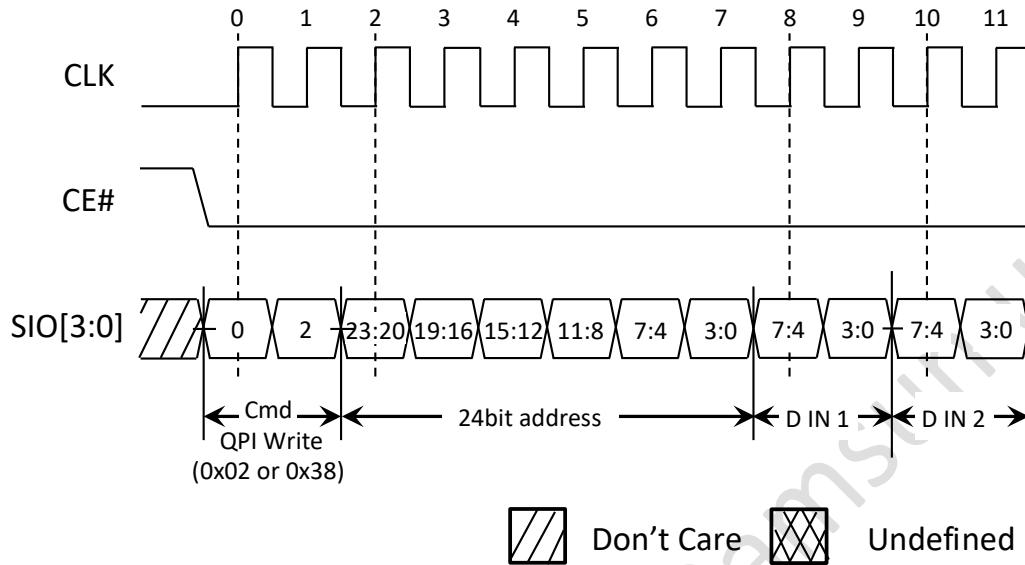 0 1 2 3 4 5 6 7 8 9 10 11
CLK
CE#
SIO[3:0] 0 2 23:20 19:16 15:12 11:8 7:4 3:0 7:4 3:0 7:4 3:0
Cmd 24bit address D IN 1 D IN 2
QPI Write
(0x02 or 0x38)
Don't Care Undefined